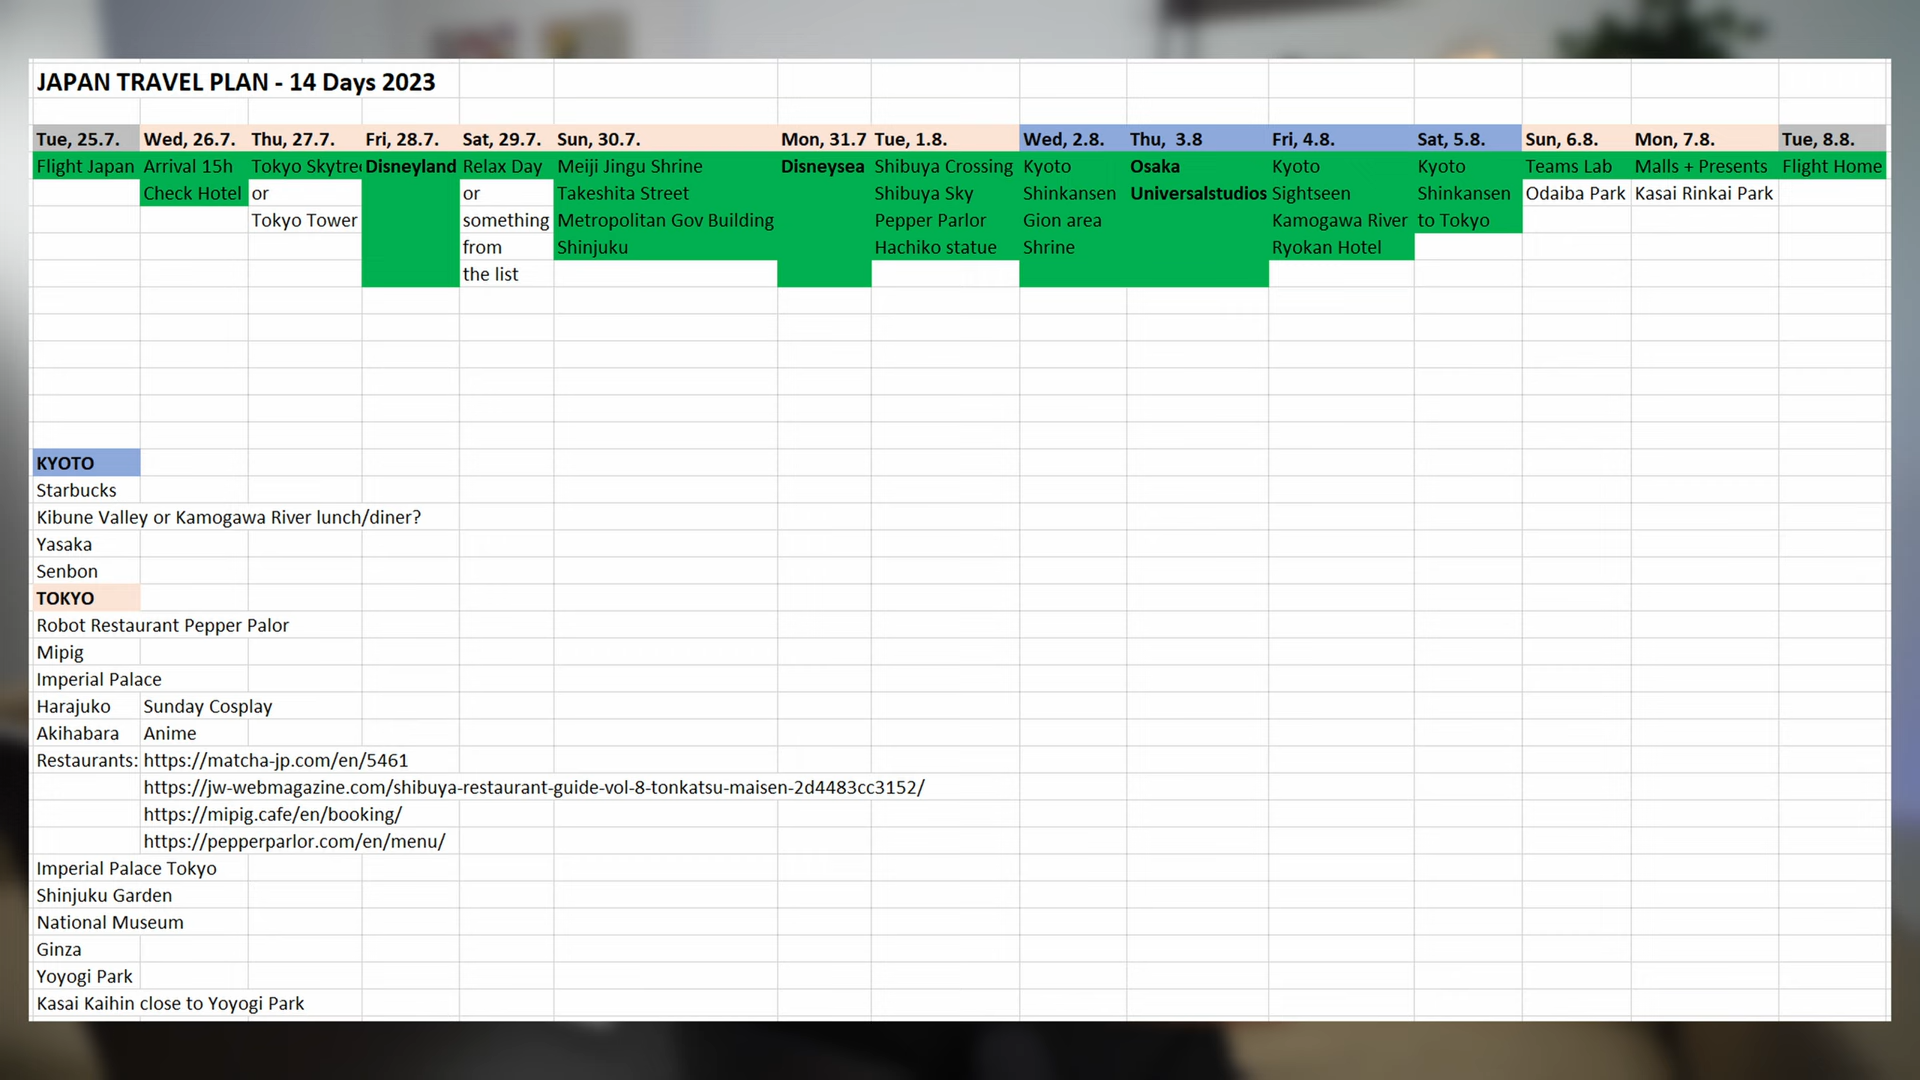 JAPAN TRAVEL PLAN - 14 Days 2023
Tue, 25.7. Wed, 26.7. Thu, 27.7. Fri, 28.7. Sat, 29.7. Sun, 30.7. Mon, 31.7 Tue, 1.8. Wed, 2.8. Thu, 3.8 Fri, 4.8. Sat, 5.8. Sun, 6.8. Mon, 7.8. Tue, 8.8.
Flight Japan Arrival 15h Tokyo Skytre Disneyland Relax Day Meiji Jingu Shrine Disneysea Shibuya Crossing Kyoto Osaka Kyoto Kyoto Teams Lab Malls + Presents Flight Home
Check Hotel or or Takeshita Street Shibuya Sky Shinkansen Universalstudios Sightseen Shinkansen Odaiba Park Kasai Rinkai Park
Tokyo Tower something Metropolitan Gov Building Pepper Parlor Gion area Kamogawa River to Tokyo
from Shinjuku Hachiko statue Shrine Ryokan Hotel
the list
KYOTO
Starbucks
Kibune Valley or Kamogawa River lunch/diner?
Yasaka
Senbon
TOKYO
Robot Restaurant Pepper Palor
Mipig
Imperial Palace
Harajuko Sunday Cosplay
Akihabara Anime
Restaurants: https://matcha-jp.com/en/5461
https://jw-webmagazine.com/shibuya-restaurant-guide-vol-8-tonkatsu-maisen-2d4483cc3152/
https://mipig.cafe/en/booking/
https://pepperparlor.com/en/menu/
Imperial Palace Tokyo
Shinjuku Garden
National Museum
Ginza
Yoyogi Park
Kasai Kaihin close to Yoyogi Park